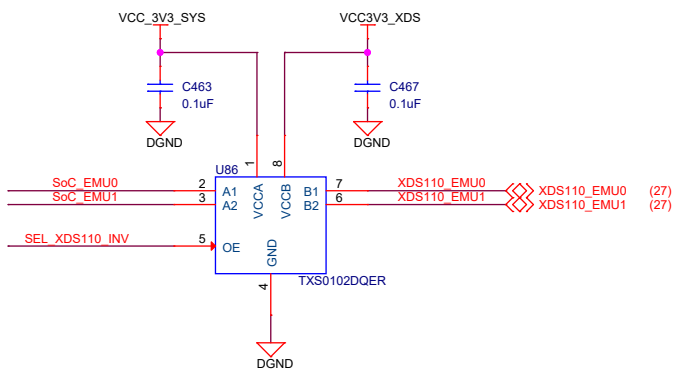 VCC_3V3_SYS
VCC3V3_XDS
C463
0.1uF
C467
0.1uF
DGND
DGND
U86
1
8
SoC_EMU0
2
A1
VCCA
VCCB
B1
7
XDS110_EMU0
XDS110_EMU0 (27)
SoC_EMU1
3
A2
B2
6
XDS110_EMU1
XDS110_EMU1 (27)
SEL_XDS110_INV
5
OE
GND
TXS0102DQER
4
DGND